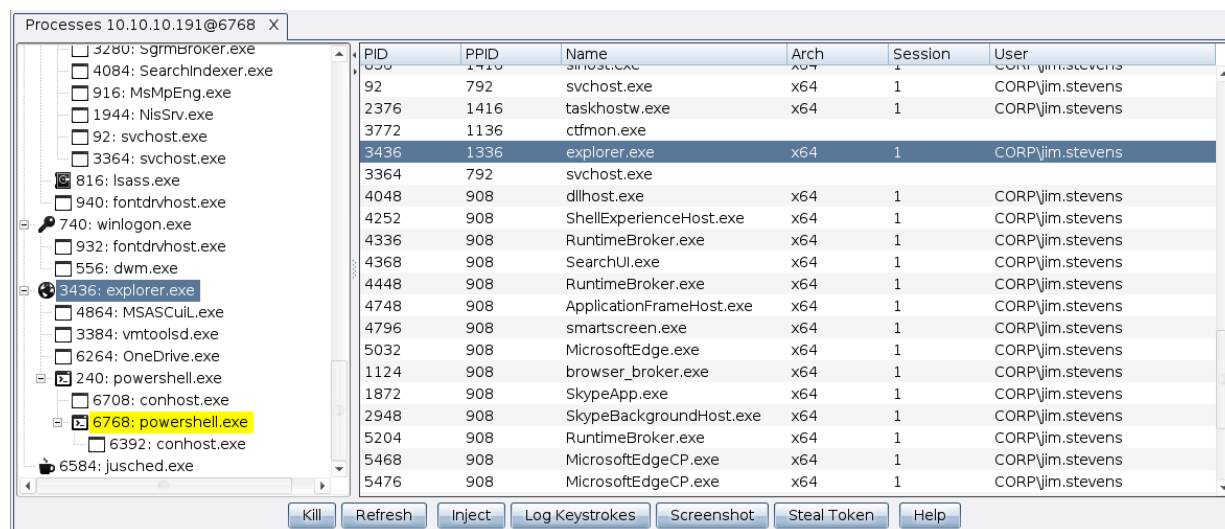 Processes 10.10.10.191@6768 X
3280: SgrmBroker.exe
4084: SearchIndexer.exe
916: MsMpEng.exe
1944: NisSrv.exe
92: svchost.exe
3364: svchost.exe
816: lsass.exe
940: fontdrvhost.exe
740: winlogon.exe
932: fontdrvhost.exe
556: dwm.exe
3436: explorer.exe
4864: MSASCuiL.exe
3384: vmtoolsd.exe
6264: OneDrive.exe
240: powershell.exe
6708: conhost.exe
6768: powershell.exe
6392: conhost.exe
6584: jusched.exe
PID PPID Name Arch Session User
836 1416 sihost.exe x64 1 CORP\jim.stevens
92 792 svchost.exe x64 1 CORP\jim.stevens
2376 1416 taskhostw.exe x64 1 CORP\jim.stevens
3772 1136 ctfmon.exe
3436 1336 explorer.exe x64 1 CORP\jim.stevens
3364 792 svchost.exe
4048 908 dllhost.exe x64 1 CORP\jim.stevens
4252 908 ShellExperienceHost.exe x64 1 CORP\jim.stevens
4336 908 RuntimeBroker.exe x64 1 CORP\jim.stevens
4368 908 SearchUI.exe x64 1 CORP\jim.stevens
4448 908 RuntimeBroker.exe x64 1 CORP\jim.stevens
4748 908 ApplicationFrameHost.exe x64 1 CORP\jim.stevens
4796 908 smartscreen.exe x64 1 CORP\jim.stevens
5032 908 MicrosoftEdge.exe x64 1 CORP\jim.stevens
1124 908 browser_broker.exe x64 1 CORP\jim.stevens
1872 908 SkypeApp.exe x64 1 CORP\jim.stevens
2948 908 SkypeBackgroundHost.exe x64 1 CORP\jim.stevens
5204 908 RuntimeBroker.exe x64 1 CORP\jim.stevens
5468 908 MicrosoftEdgeCP.exe x64 1 CORP\jim.stevens
5476 908 MicrosoftEdgeCP.exe x64 1 CORP\jim.stevens
Kill Refresh Inject Log Keystrokes Screenshot Steal Token Help